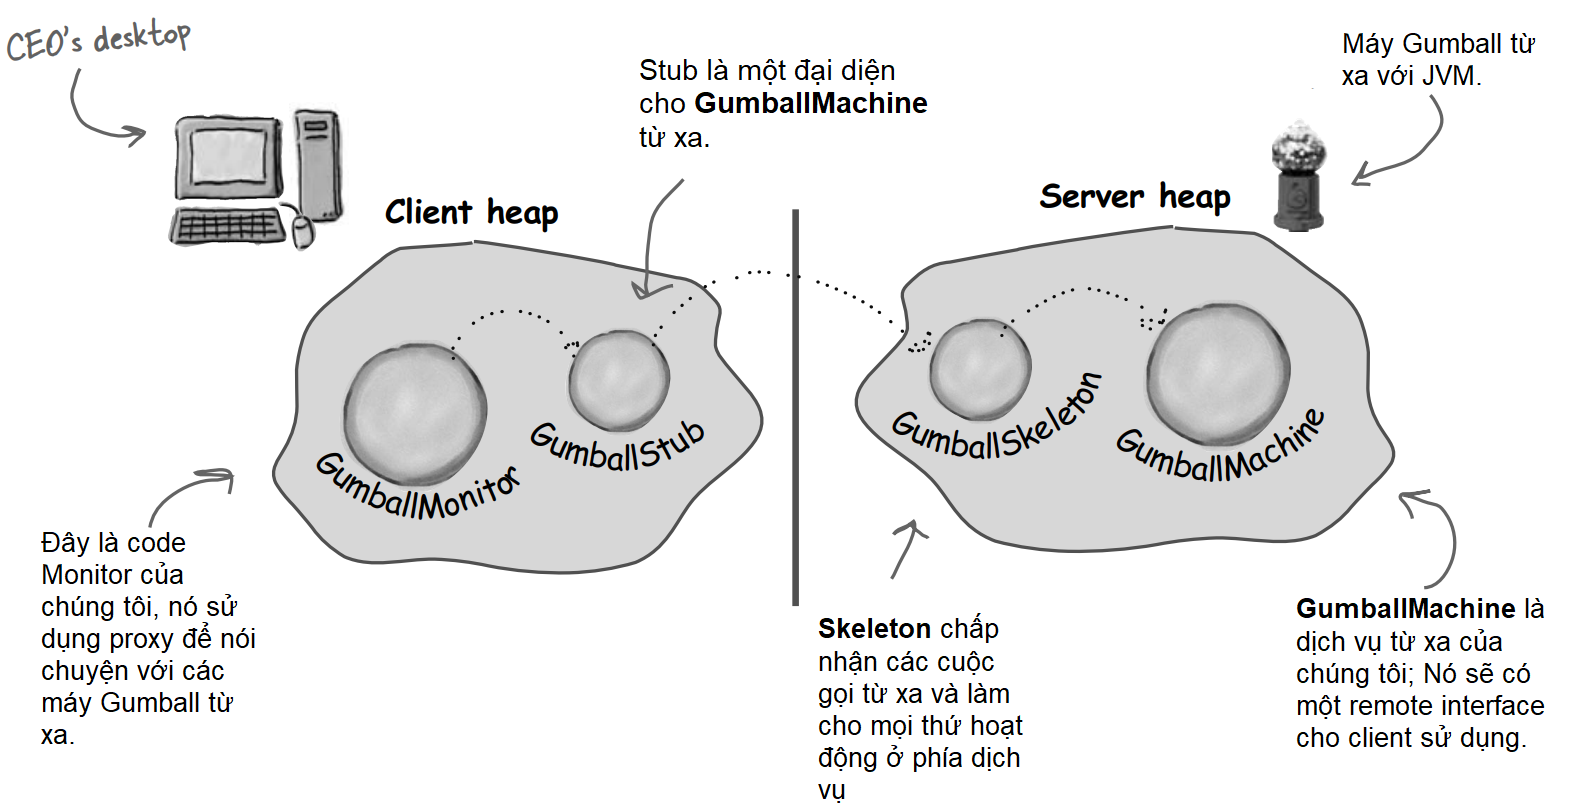 CEO's desktop
Stub là một đại diện
cho GumballMachine
từ xa.
Máy Gumball từ
xa với JVM.
Client heap
Server heap
GumballMonitor
GumballStub
GumballSkeleton
GumballMachine
Đây là code
Monitor của
chúng tôi, nó sử
dụng proxy để nói
chuyện với các
máy Gumball từ
xa.
Skeleton chấp
nhận các cuộc
gọi từ xa và làm
cho mọi thứ hoạt
động ở phía dịch
vụ
GumballMachine là
dịch vụ từ xa của
chúng tôi; Nó sẽ có
một remote interface
cho client sử dụng.